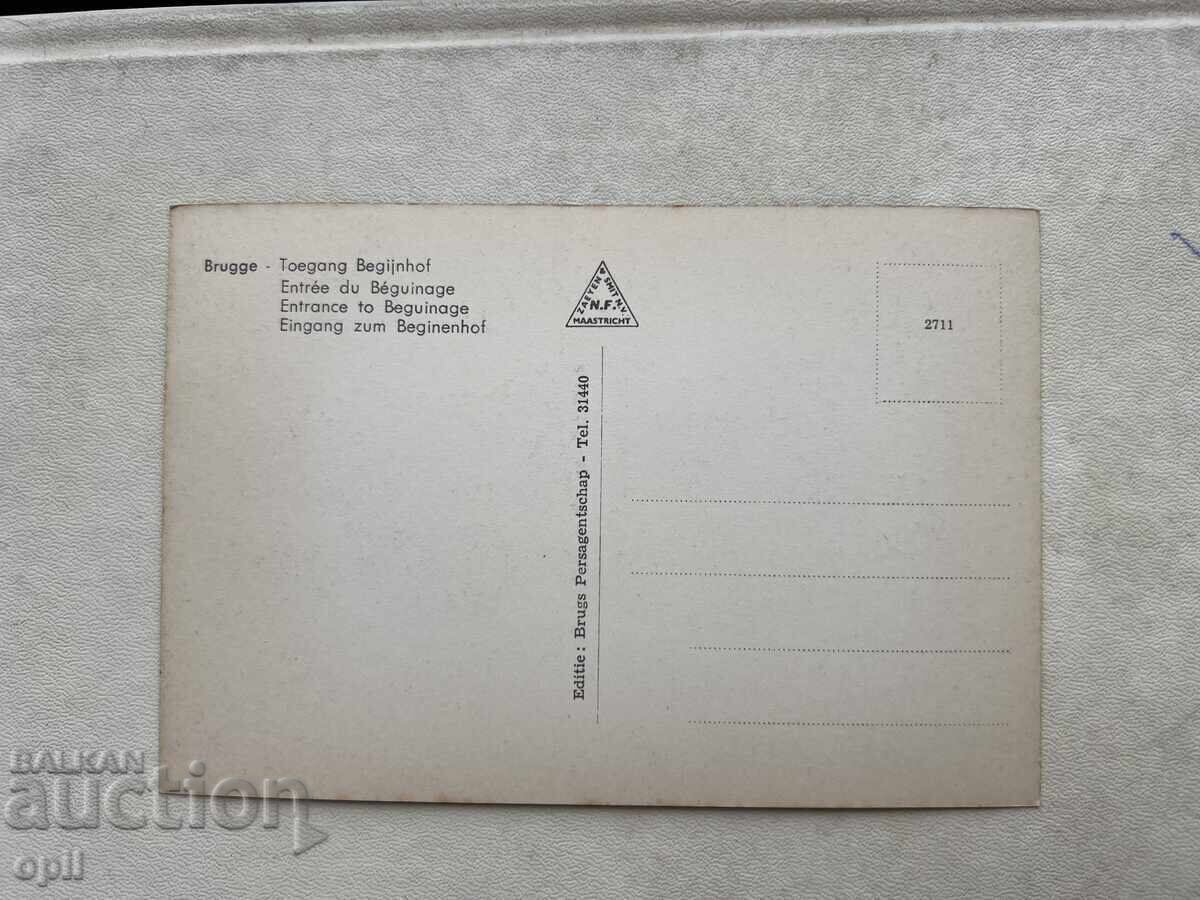 Brugge - Toegang Begijnhof
Entrée du Béguinage
Entrance to Beguinage
Eingang zum Beginenhof
ZAEYEN & SMIT N.V.
N.F.
MAASTRICHT
2711
Editie: Brugs Persagentschap - Tel. 31440
BALKAN
auction
opil